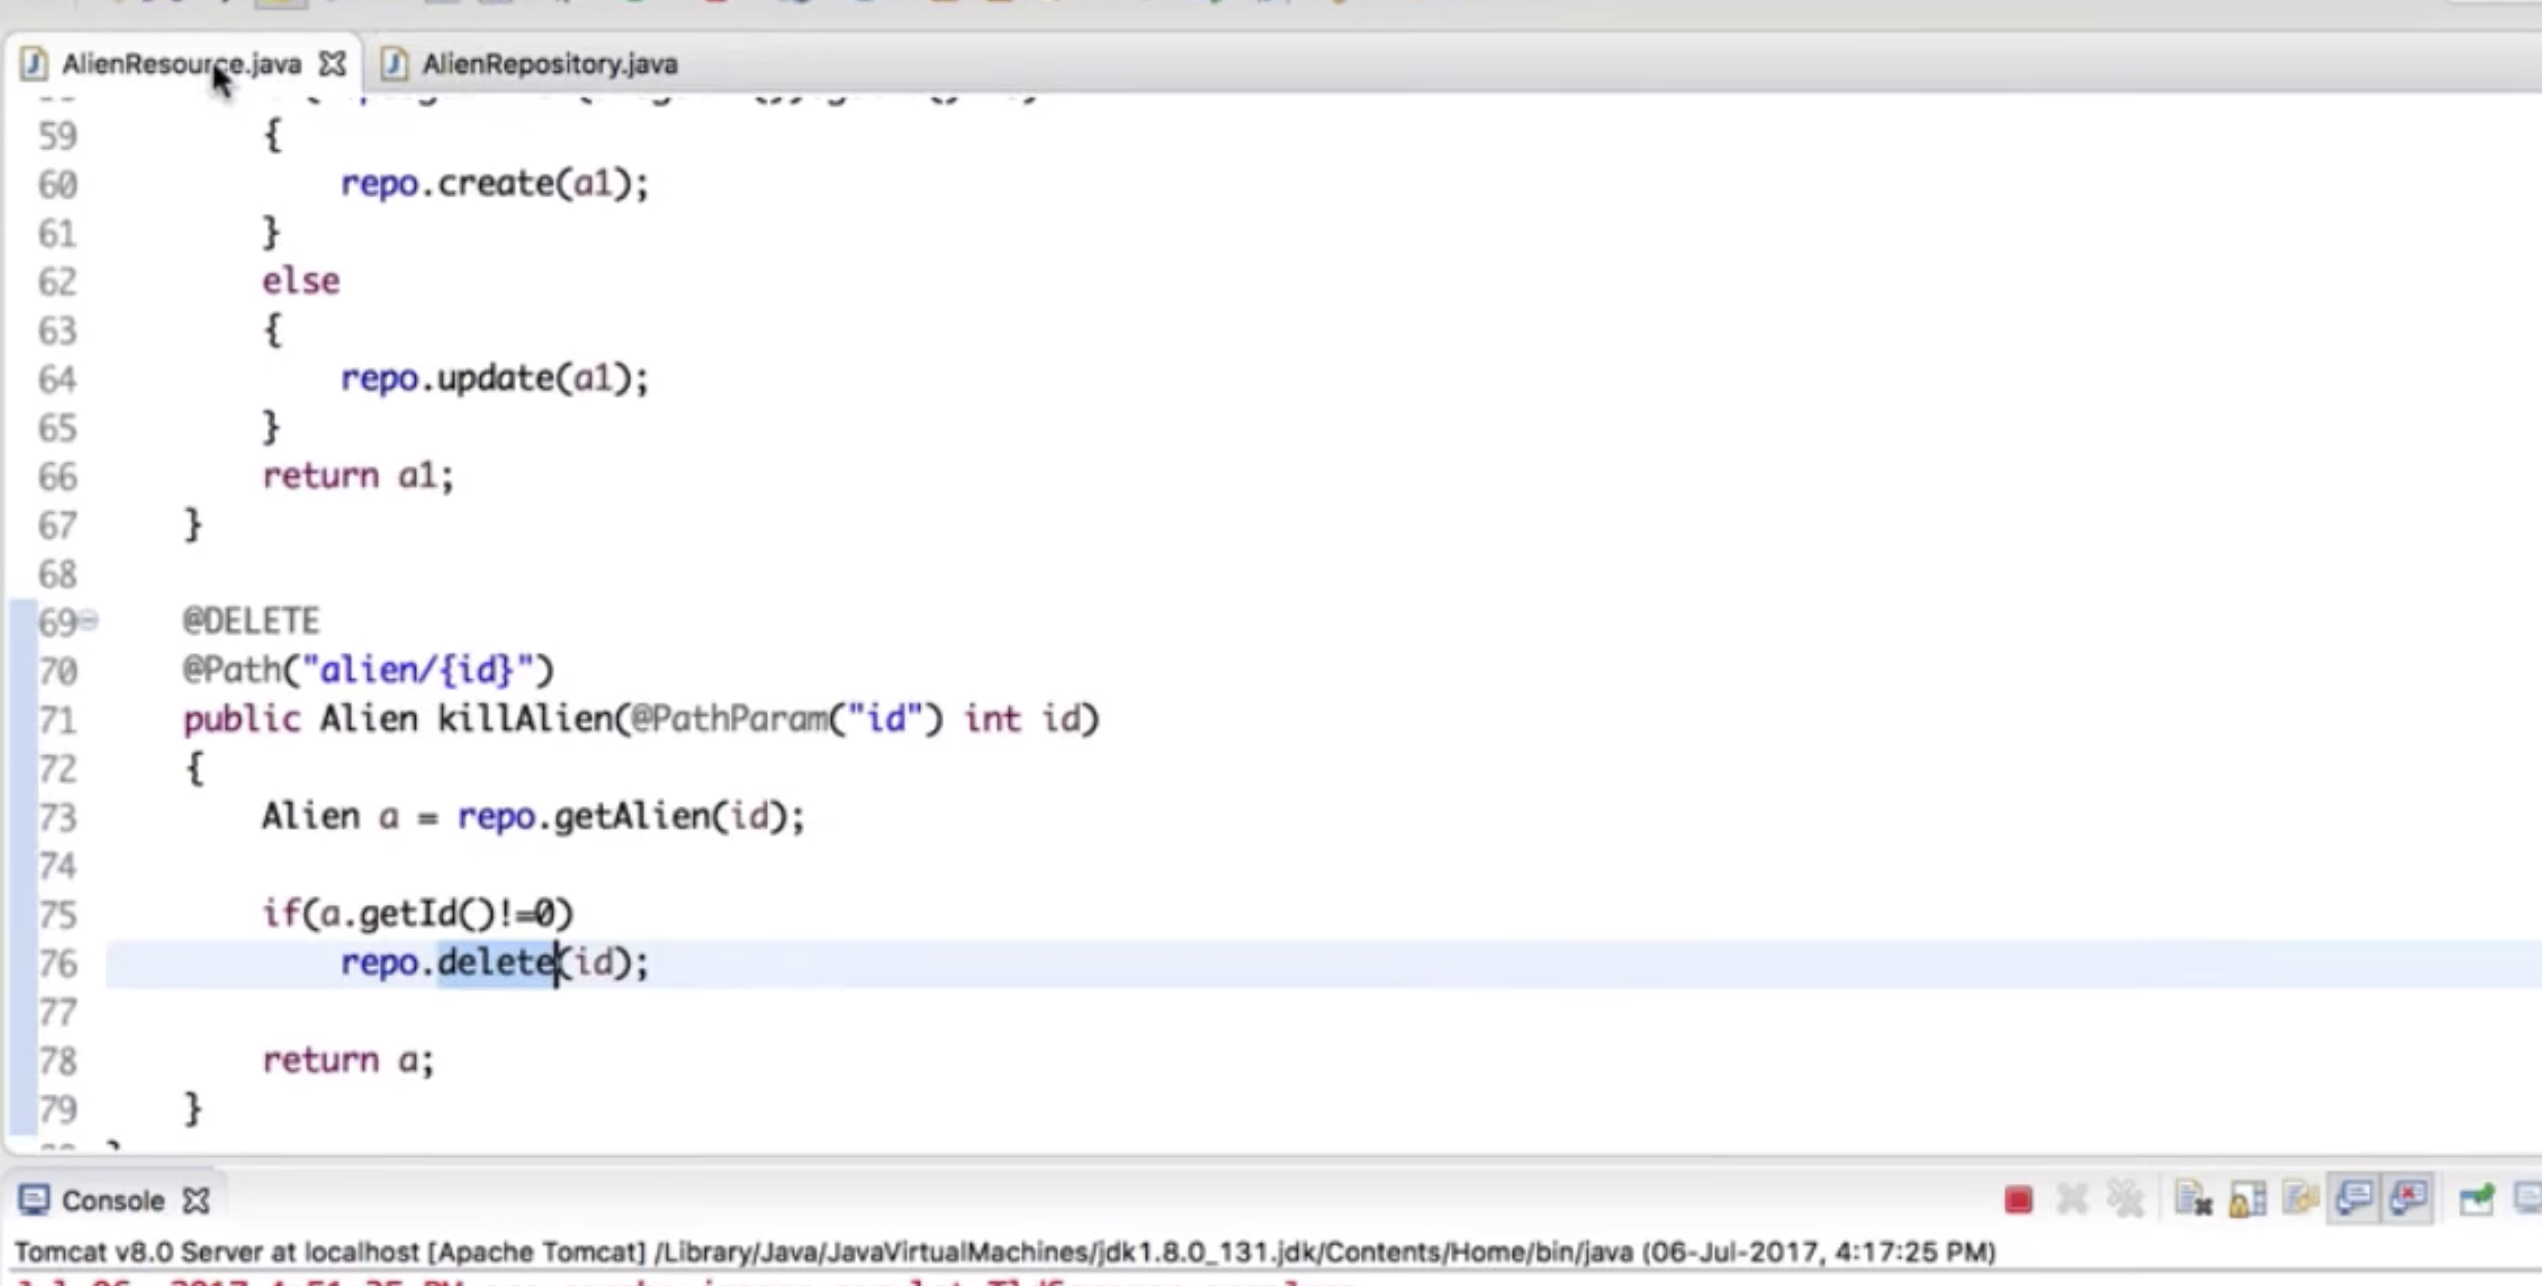 AlienResource.java AlienRepository.java
59 {
60 repo.create(a1);
61 }
62 else
63 {
64 repo.update(a1);
65 }
66 return a1;
67 }
68
69 @DELETE
70 @Path("alien/{id}")
71 public Alien killAlien(@PathParam("id") int id)
72 {
73 Alien a = repo.getAlien(id);
74
75 if(a.getId()!=0)
76 repo.delete(id);
77
78 return a;
79 }
Console
Tomcat v8.0 Server at localhost [Apache Tomcat] /Library/Java/JavaVirtualMachines/jdk1.8.0_131.jdk/Contents/Home/bin/java (06-Jul-2017, 4:17:25 PM)